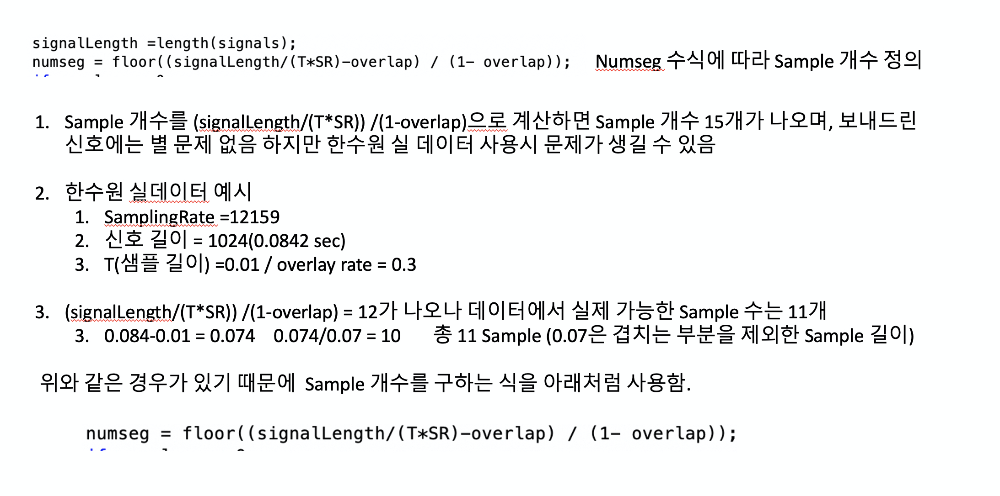 signalLength =length(signals);
numseg = floor((signalLength/(T*SR)-overlap) / (1- overlap)); Numseg 수식에 따라 Sample 개수 정의
1. Sample 개수를 (signalLength/(T*SR)) /(1-overlap)으로 계산하면 Sample 개수 15개가 나오며, 보내드린
신호에는 별 문제 없음 하지만 한수원 실 데이터 사용시 문제가 생길 수 있음
2. 한수원 실데이터 예시
1. SamplingRate =12159
2. 신호 길이 = 1024(0.0842 sec)
3. T(샘플 길이) =0.01 / overlay rate = 0.3
3. (signalLength/(T*SR)) /(1-overlap) = 12가 나오나 데이터에서 실제 가능한 Sample 수는 11개
3. 0.084-0.01 = 0.074 0.074/0.07 = 10 총 11 Sample (0.07은 겹치는 부분을 제외한 Sample 길이)
위와 같은 경우가 있기 때문에 Sample 개수를 구하는 식을 아래처럼 사용함.
numseg = floor((signalLength/(T*SR)-overlap) / (1- overlap));